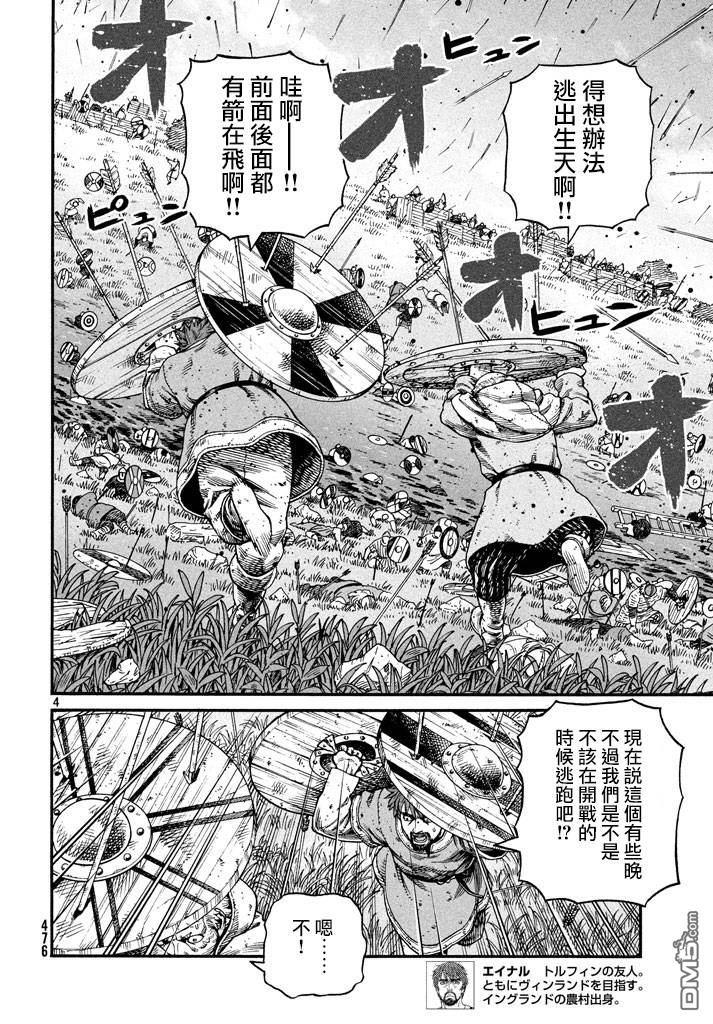 得想辦法
逃出生天啊!!
哇啊——!!
前面後面都
有箭在飛啊!!
オ
オ
オ
オ
オ
ヒュン
ピュン
ヒュン
4
現在説這個有些晚
不過我們是不是
不該在開戰的
時候逃跑吧!?
嗯……
不!
エイナル トルフィンの友人。
ともにヴィンランドを目指す。
イングランドの農村出身。
476
DM5.com